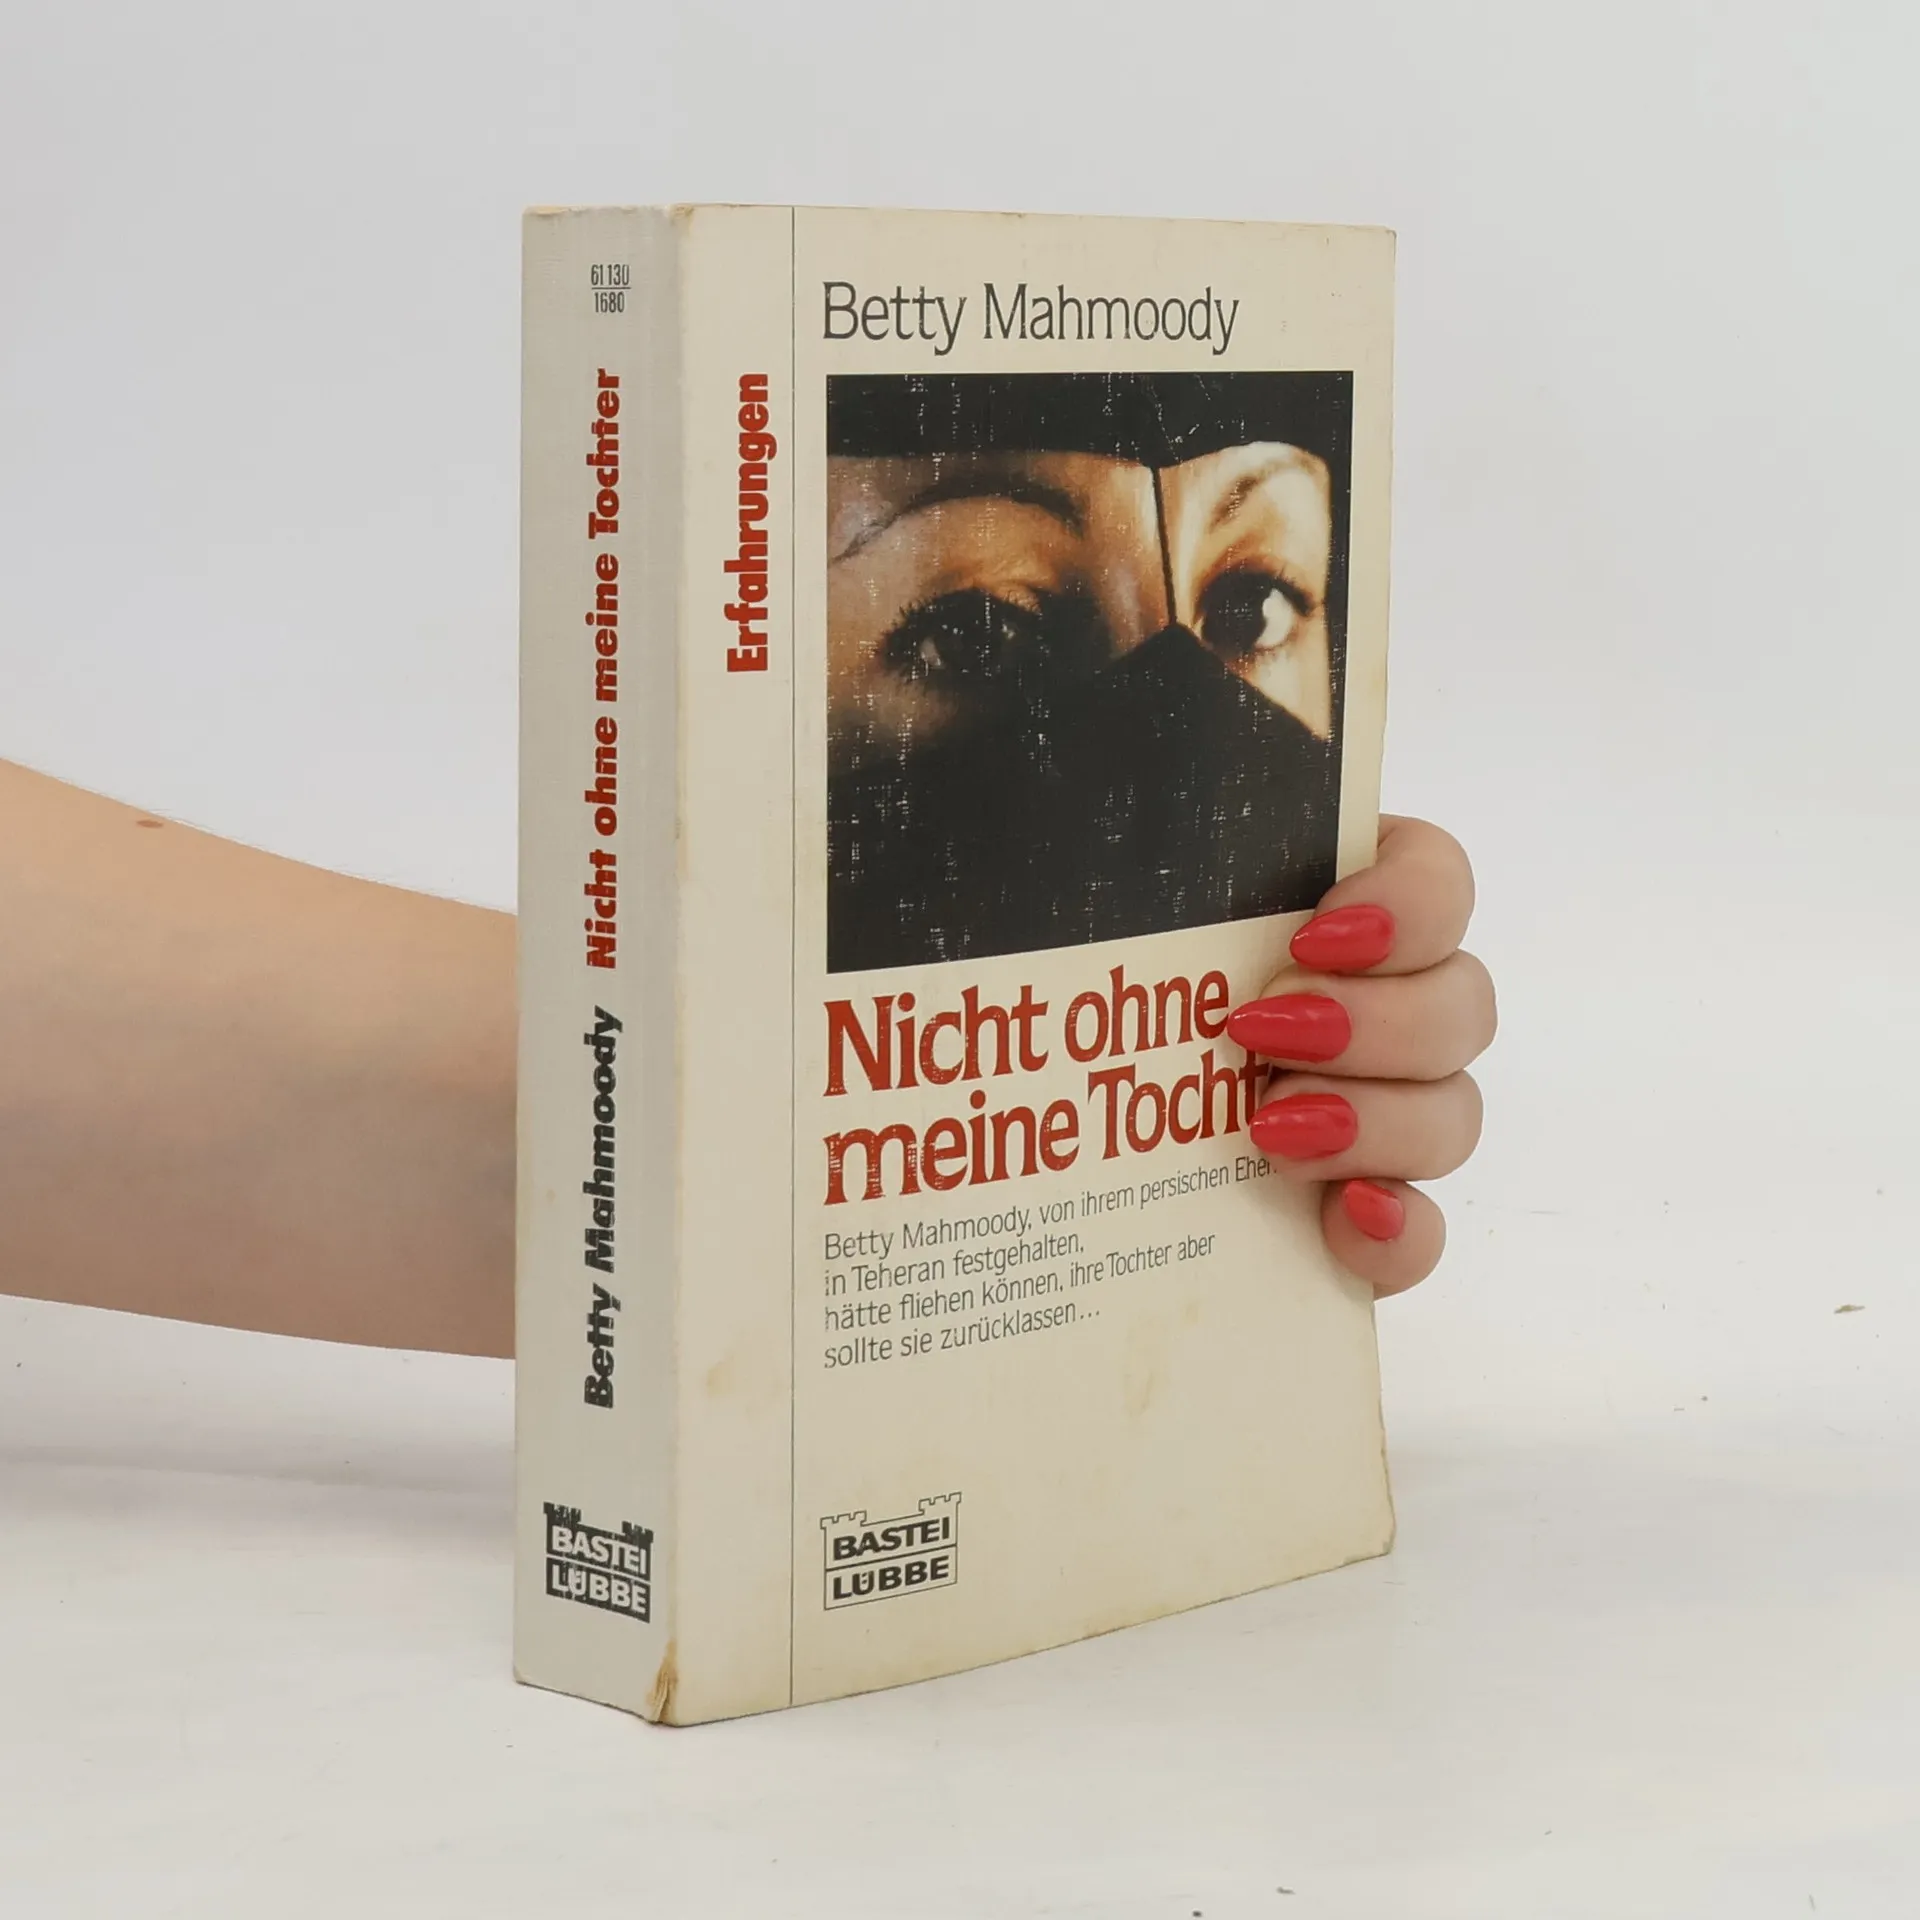 61130
1680
Betty Mahmoody Nicht ohne meine Tochter
BASTEI
LÜBBE
Erfahrungen
Betty Mahmoody
Nicht ohne
meine Tocht
Betty Mahmoody, von ihrem persischen
in Teheran festgehalten,
hätte fliehen können, ihre Tochter aber
sollte sie zurücklassen...
BASTEI
LÜBBE